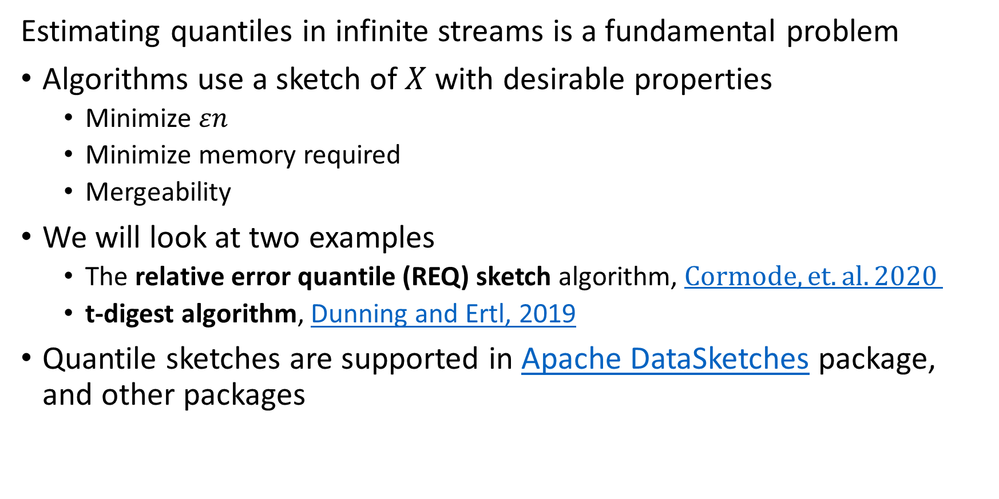 Estimating quantiles in infinite streams is a fundamental problem
• Algorithms use a sketch of X with desirable properties
• Minimize εn
• Minimize memory required
• Mergeability
• We will look at two examples
• The relative error quantile (REQ) sketch algorithm, Cormode, et. al. 2020
• t-digest algorithm, Dunning and Ertl, 2019
• Quantile sketches are supported in Apache DataSketches package,
and other packages